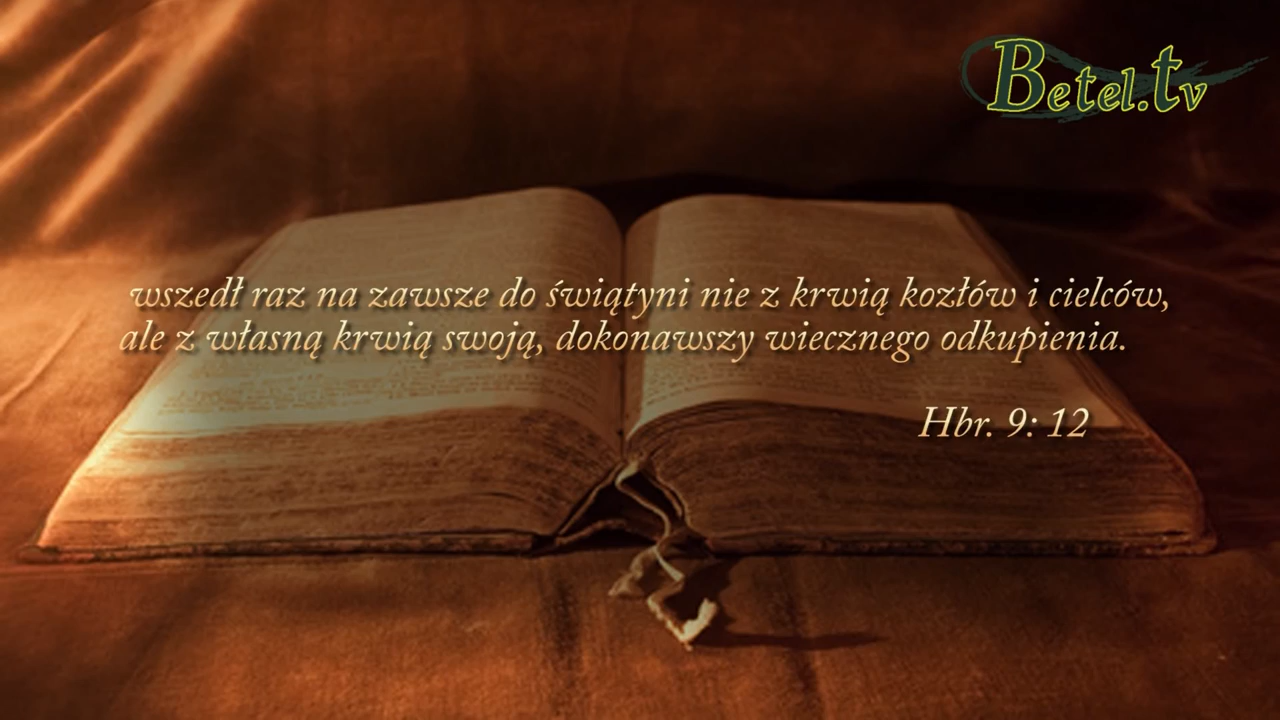 Betel.tv
wszedł raz na zawsze do świątyni nie z krwią kozłów i cielców,
ale z własną krwią swoją, dokonawszy wiecznego odkupienia.
Hbr. 9: 12